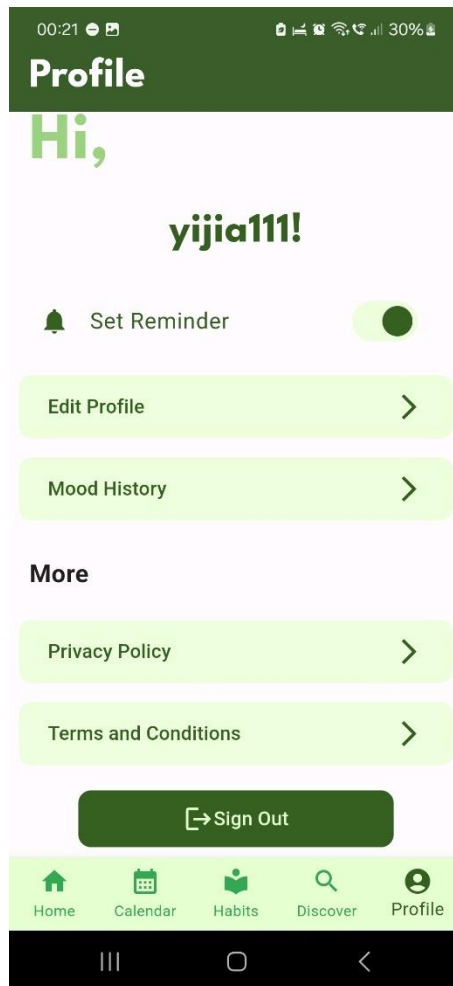 00:21 30%
Profile
Hi,
yijia111!
Set Reminder
Edit Profile
Mood History
More
Privacy Policy
Terms and Conditions
Sign Out
Home Calendar Habits Discover Profile